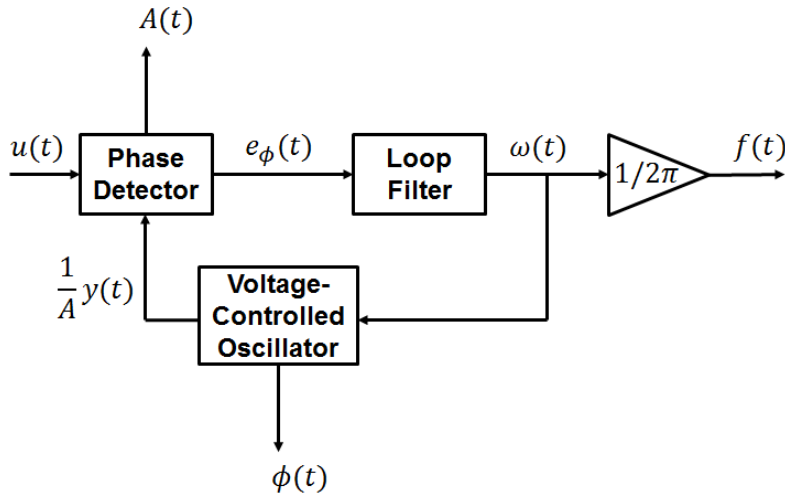 A(t)
u(t)
Phase
Detector
e_ϕ(t)
Loop
Filter
ω(t)
1/2π
f(t)
1/A y(t)
Voltage-
Controlled
Oscillator
ϕ(t)